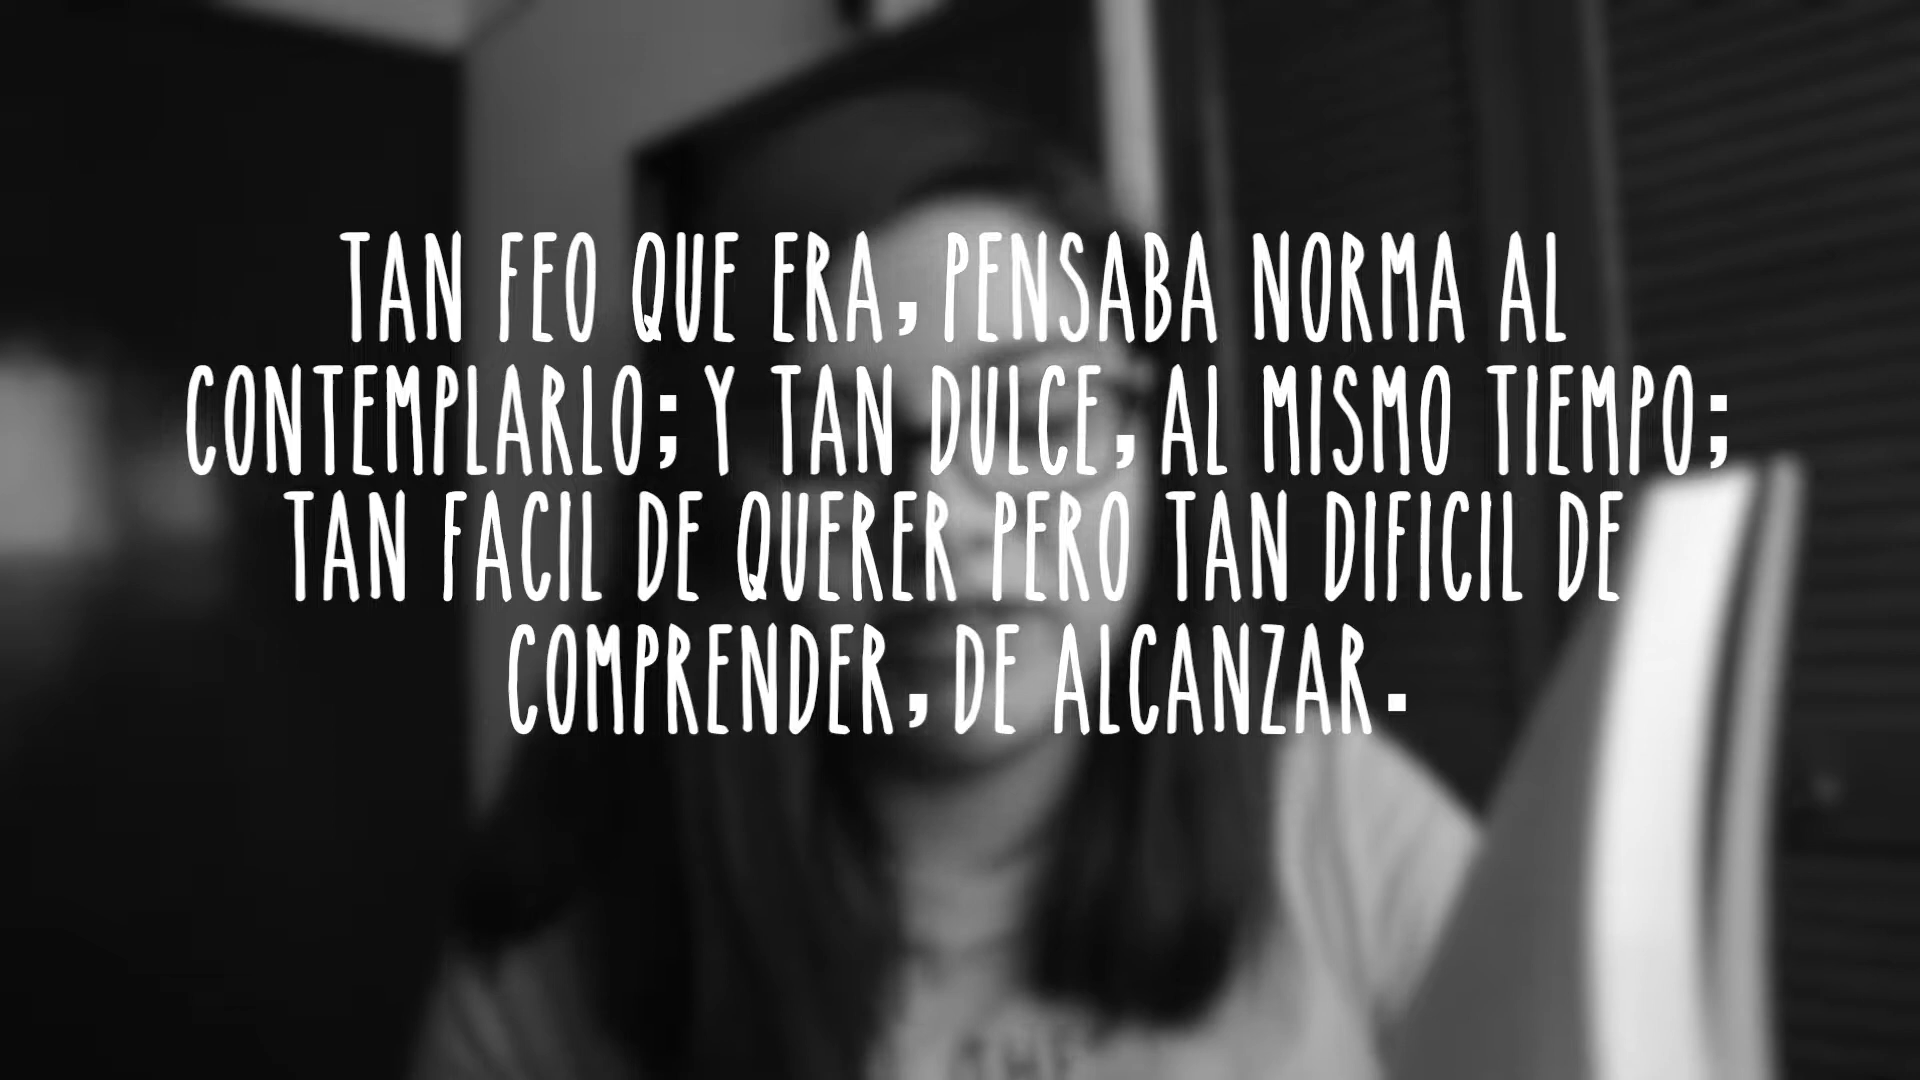 TAN FEO QUE ERA, PENSABA NORMA AL
CONTEMPLARLO; Y TAN DULCE, AL MISMO TIEMPO;
TAN FACIL DE QUERER PERO TAN DIFICIL DE
COMPRENDER, DE ALCANZAR.